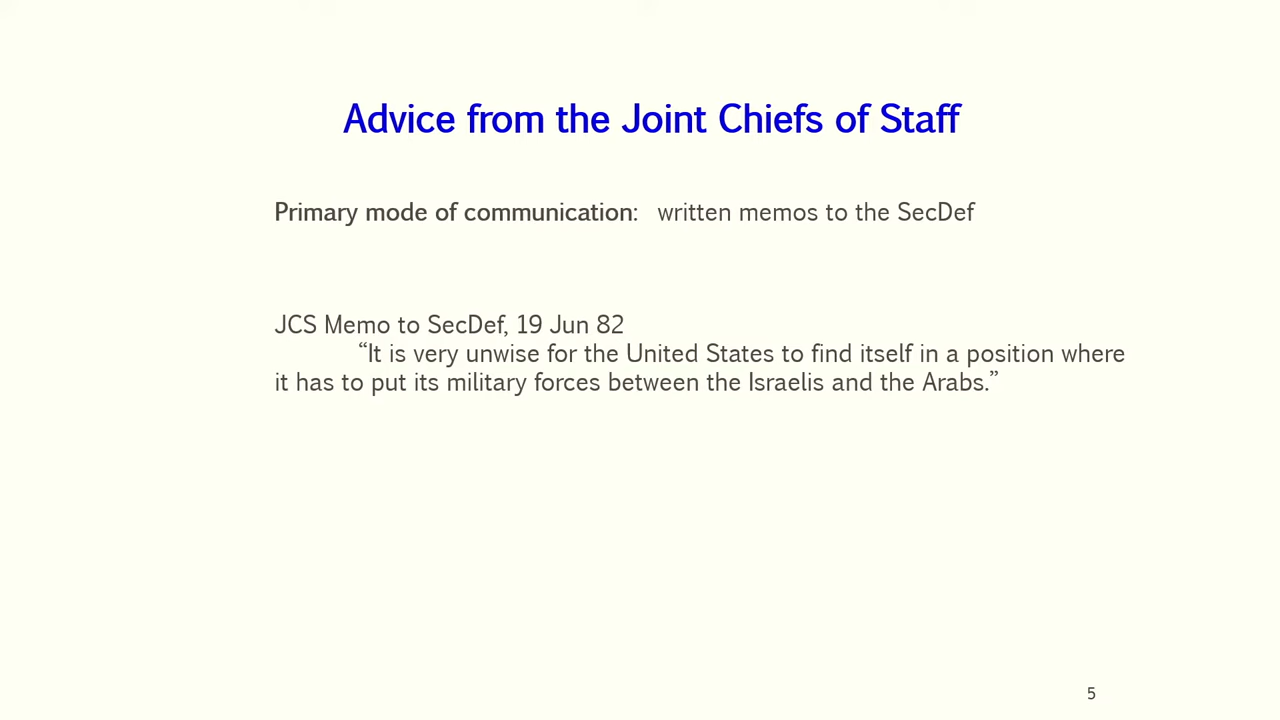 Advice from the Joint Chiefs of Staff
Primary mode of communication: written memos to the SecDef
JCS Memo to SecDef, 19 Jun 82
“It is very unwise for the United States to find itself in a position where
it has to put its military forces between the Israelis and the Arabs.”
5